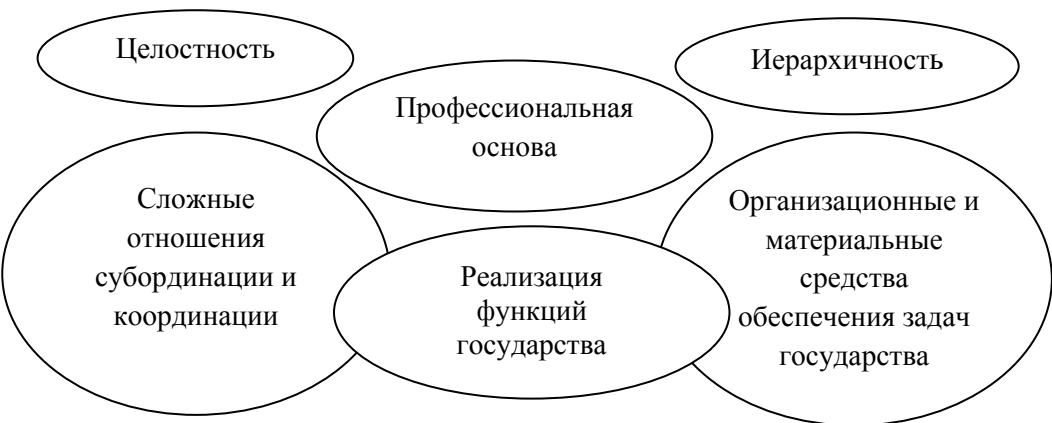 Целостность
Иерархичность
Профессиональная
основа
Сложные
отношения
субординации и
координации
Реализация
функций
государства
Организационные и
материальные
средства
обеспечения задач
государства